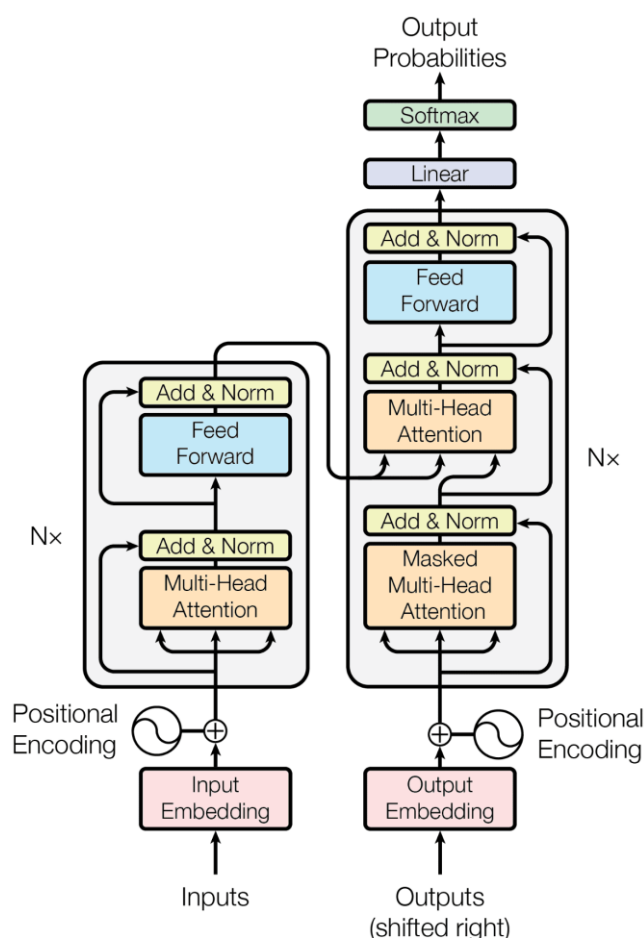 Output
Probabilities
Softmax
Linear
Add & Norm
Feed
Forward
Add & Norm
Multi-Head
Attention
Add & Norm
Masked
Multi-Head
Attention
Nx
Add & Norm
Feed
Forward
Add & Norm
Multi-Head
Attention
Nx
Positional
Encoding
Positional
Encoding
Input
Embedding
Output
Embedding
Inputs
Outputs
(shifted right)